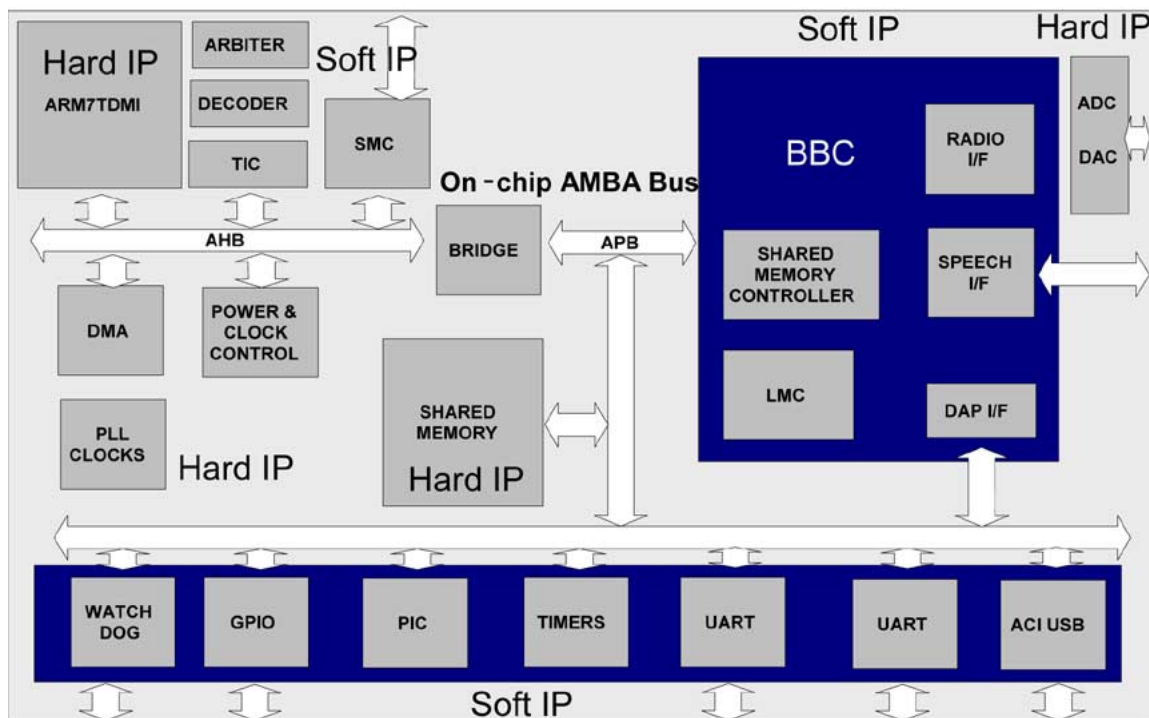 Hard IP
ARM7TDMI
ARBITER
DECODER
TIC
Soft IP
SMC
On-chip AMBA Bus
AHB
BRIDGE
APB
DMA
POWER &
CLOCK
CONTROL
PLL
CLOCKS
Hard IP
SHARED
MEMORY
Hard IP
Soft IP
BBC
RADIO
I/F
SHARED
MEMORY
CONTROLLER
SPEECH
I/F
LMC
DAP I/F
Hard IP
ADC
DAC
WATCH
DOG
GPIO
PIC
TIMERS
UART
UART
ACI USB
Soft IP